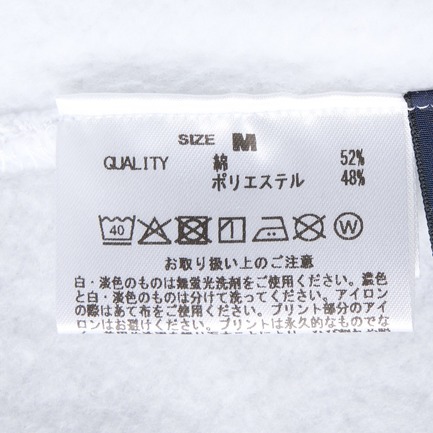 SIZE M
QUALITY 綿 52%
ポリエステル 48%
40 W
お取り扱い上のご注意
白・淡色のものは無蛍光洗剤をご使用ください。濃色
と白・淡色のものは分けて洗ってください。アイロン
の際はあて布をご使用ください。プリント部分のアイ
ロンはお避けください。プリントは永久的なものでな